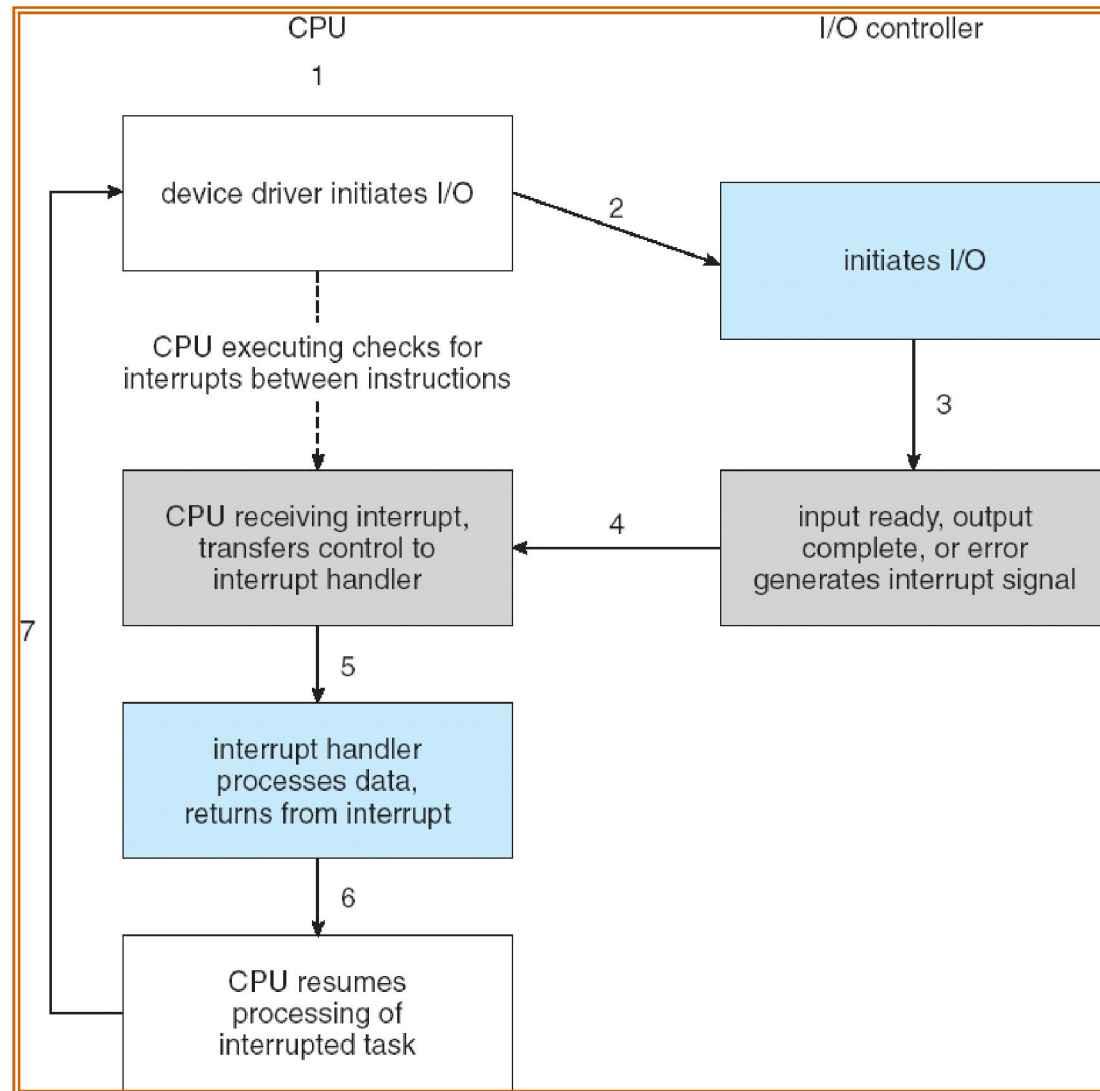 CPU
I/O controller
1
device driver initiates I/O
2
initiates I/O
CPU executing checks for
interrupts between instructions
3
CPU receiving interrupt,
transfers control to
interrupt handler
4
input ready, output
complete, or error
generates interrupt signal
5
7
interrupt handler
processes data,
returns from interrupt
6
CPU resumes
processing of
interrupted task